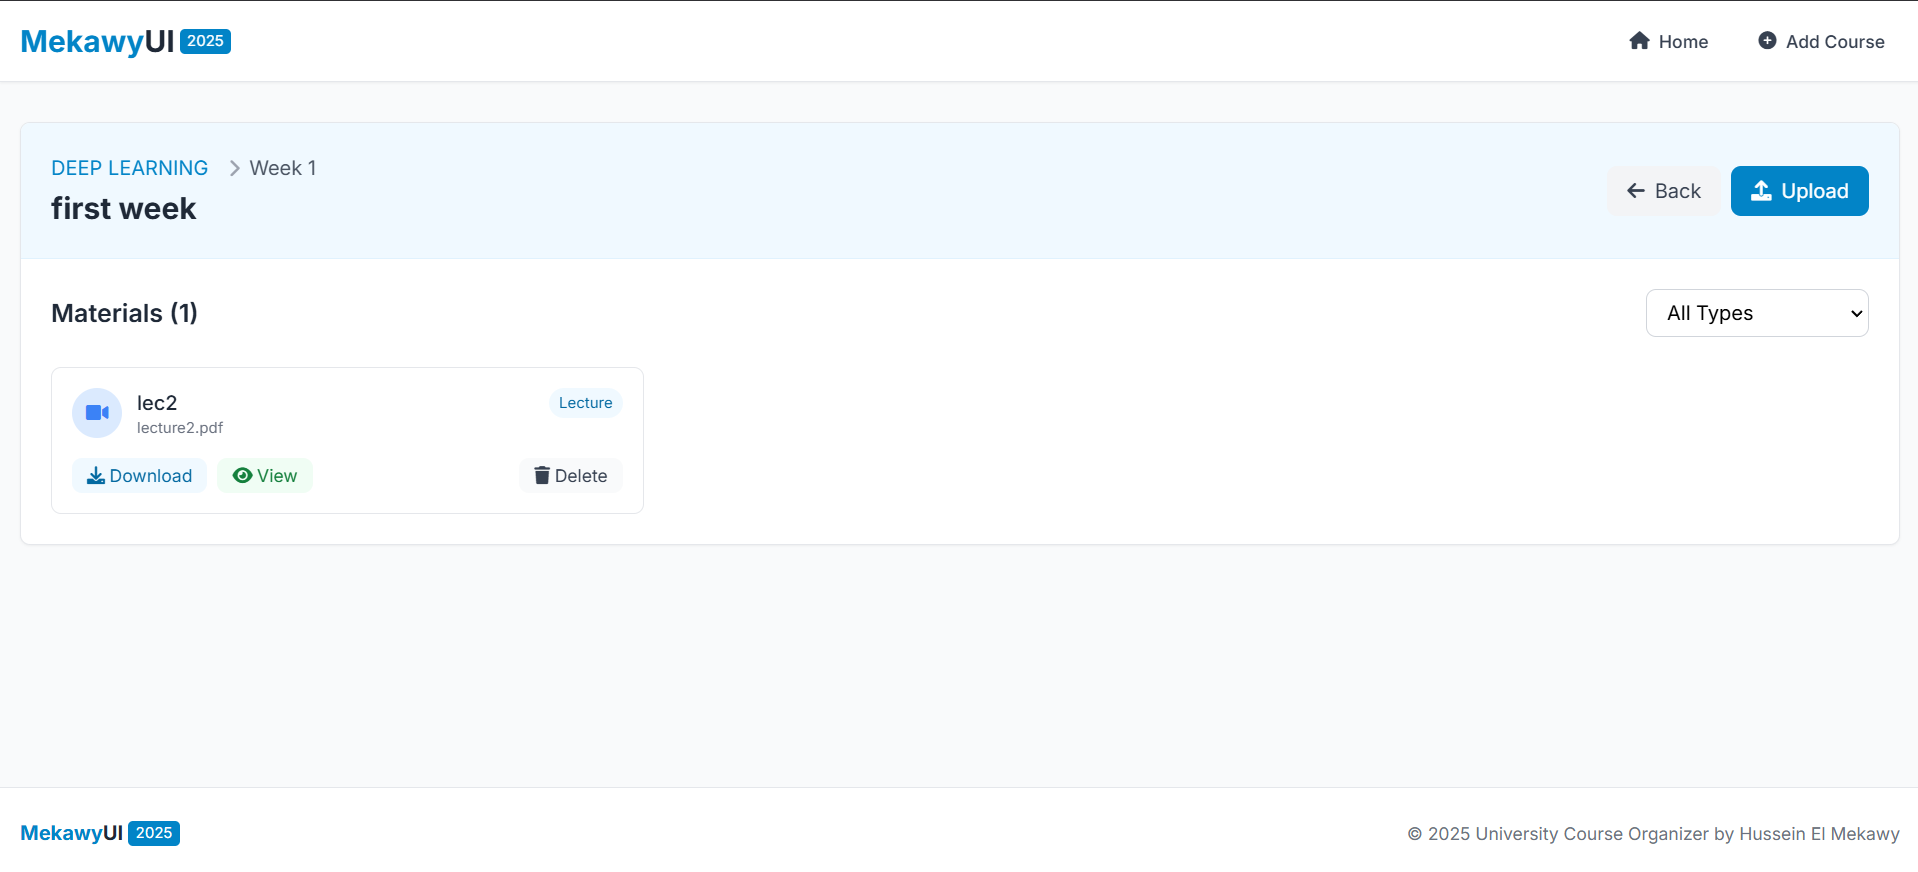 MekawyUI 2025
Home
Add Course
DEEP LEARNING > Week 1
first week
Back
Upload
Materials (1)
All Types
lec2
Lecture
lecture2.pdf
Download
View
Delete
MekawyUI 2025
© 2025 University Course Organizer by Hussein El Mekawy